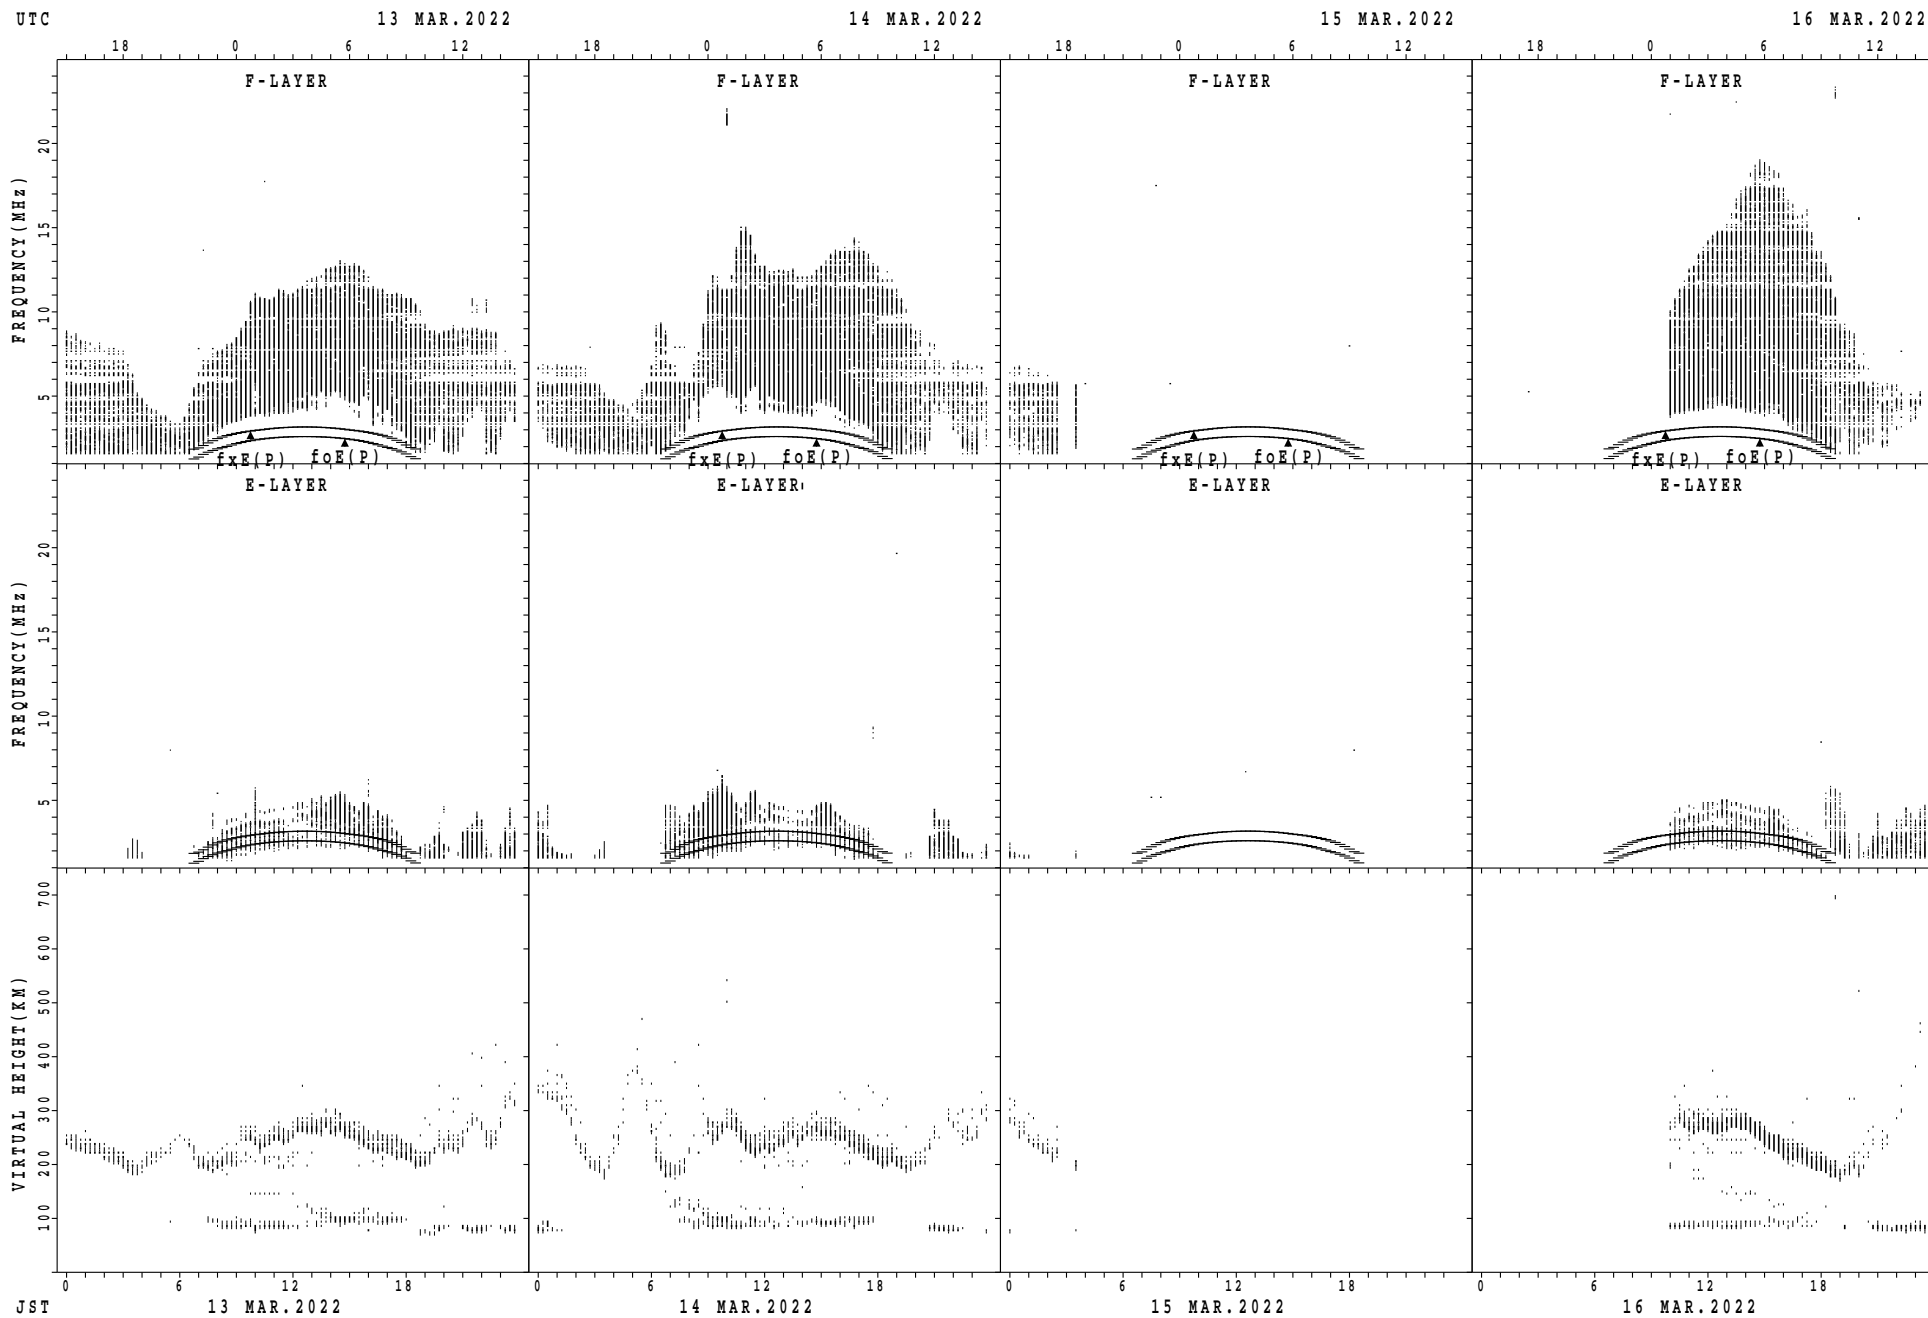 UTC 13 MAR.2022 14 MAR.2022 15 MAR.2022 16 MAR.2022
18 0 6 12 18 0 6 12 18 0 6 12 18 0 6 12
F-LAYER F-LAYER F-LAYER F-LAYER
FREQUENCY(MHz)
20
15
10
5
fxE(P) foE(P) fxE(P) foE(P) fxE(P) foE(P) fxE(P) foE(P)
E-LAYER E-LAYER E-LAYER E-LAYER
FREQUENCY(MHz)
20
15
10
5
VIRTUAL HEIGHT(KM)
700
600
500
400
300
200
100
0 6 12 18 0 6 12 18 0 6 12 18 0 6 12 18
JST 13 MAR.2022 14 MAR.2022 15 MAR.2022 16 MAR.2022